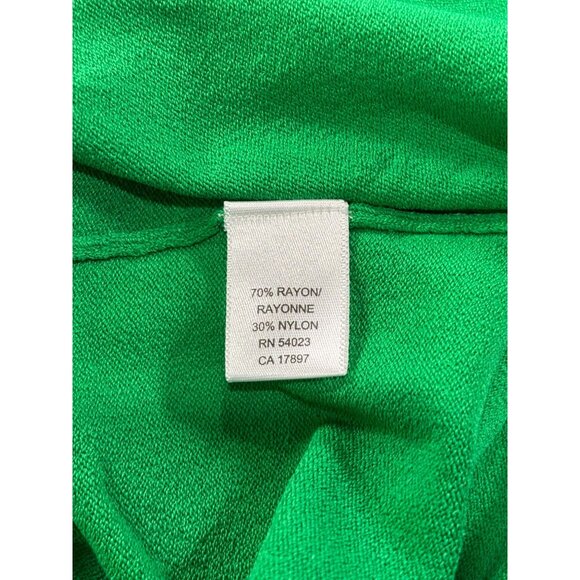 70% RAYON/
RAYONNE
30% NYLON
RN 54023
CA 17897